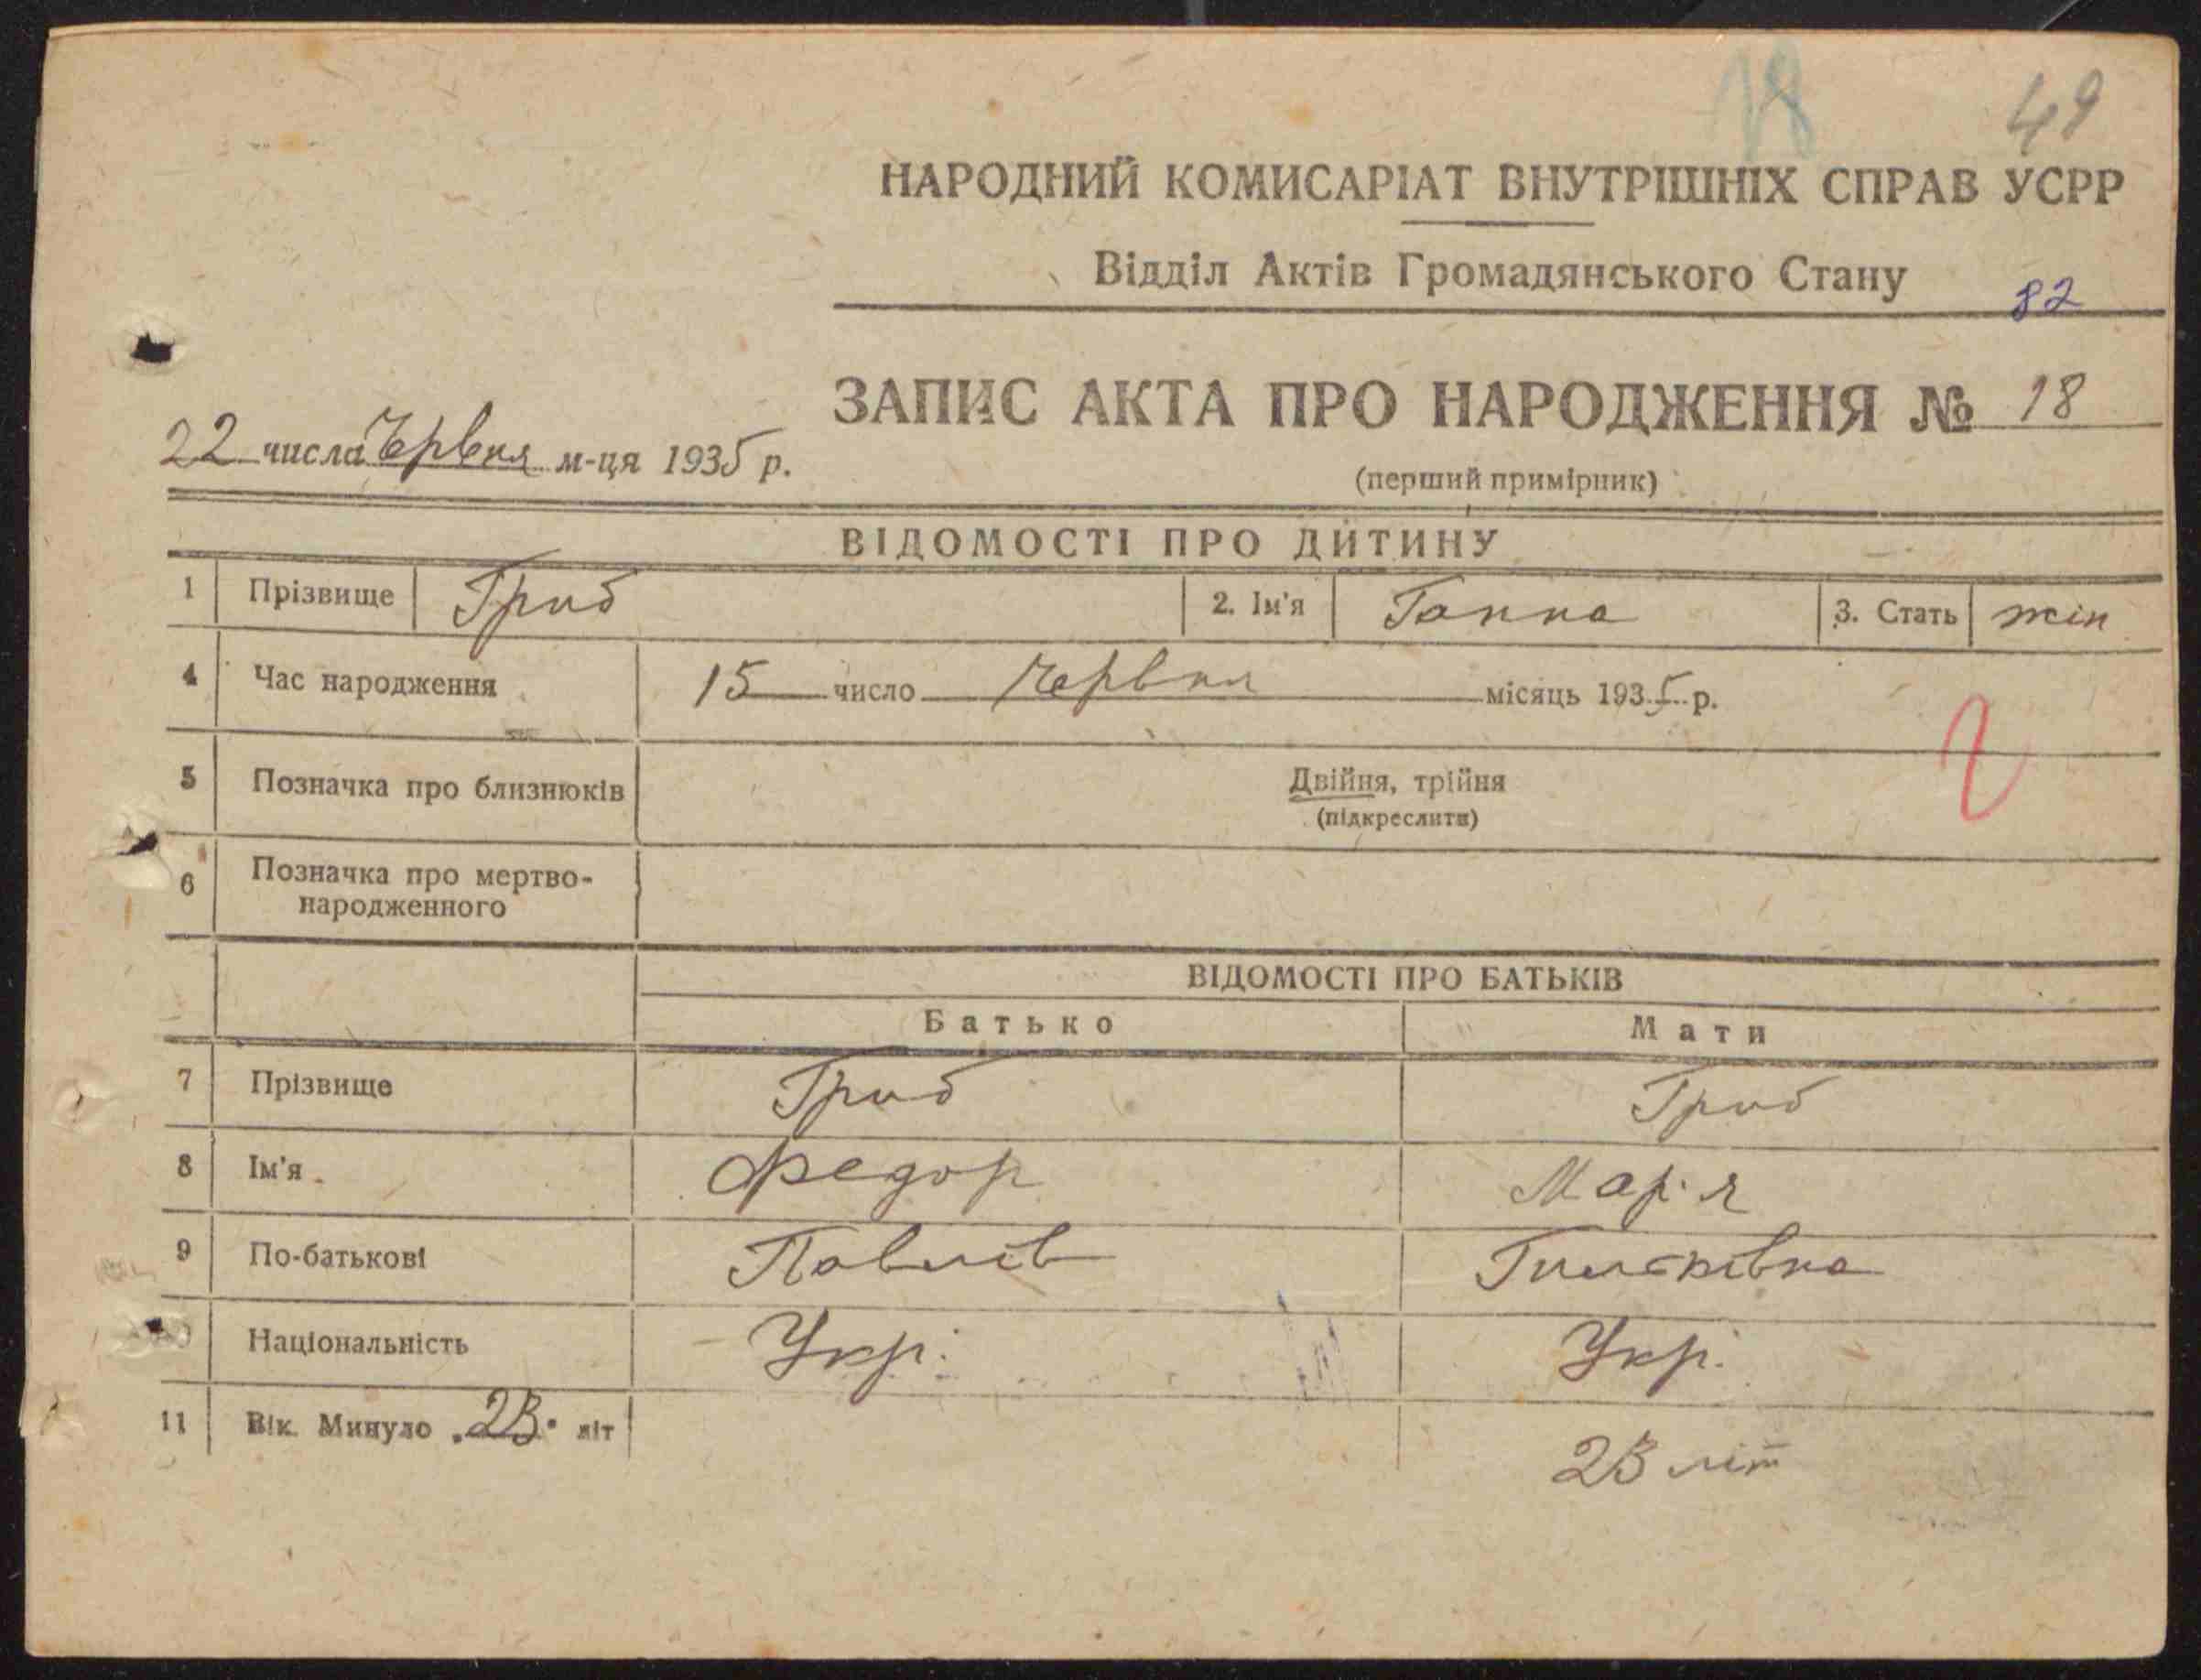 18 49
НАРОДНИЙ КОМИСАРІАТ ВНУТРІШНІХ СПРАВ УСРР
Відділ Актів Громадянського Стану 82
ЗАПИС АКТА ПРО НАРОДЖЕННЯ № 18
22 числа Червня м-ця 1935 р.
(перший примірник)
ВІДОМОСТІ ПРО ДИТИНУ
1 Прізвище Гриб 2. Ім'я Ганна 3. Стать жін
4 Час народження 15 число Червня місяць 1935 р.
5 Позначка про близнюків Двійня, трійня
(підкреслити)
6 Позначка про мертво-
народженного
ВІДОМОСТІ ПРО БАТЬКІВ
Батько Мати
7 Прізвище Гриб Гриб
8 Ім'я Федор Мар'я
9 По-батькові Павлів
10 Національність Укр. Укр.
11 Вік. Минуло 23 літ 23 літ